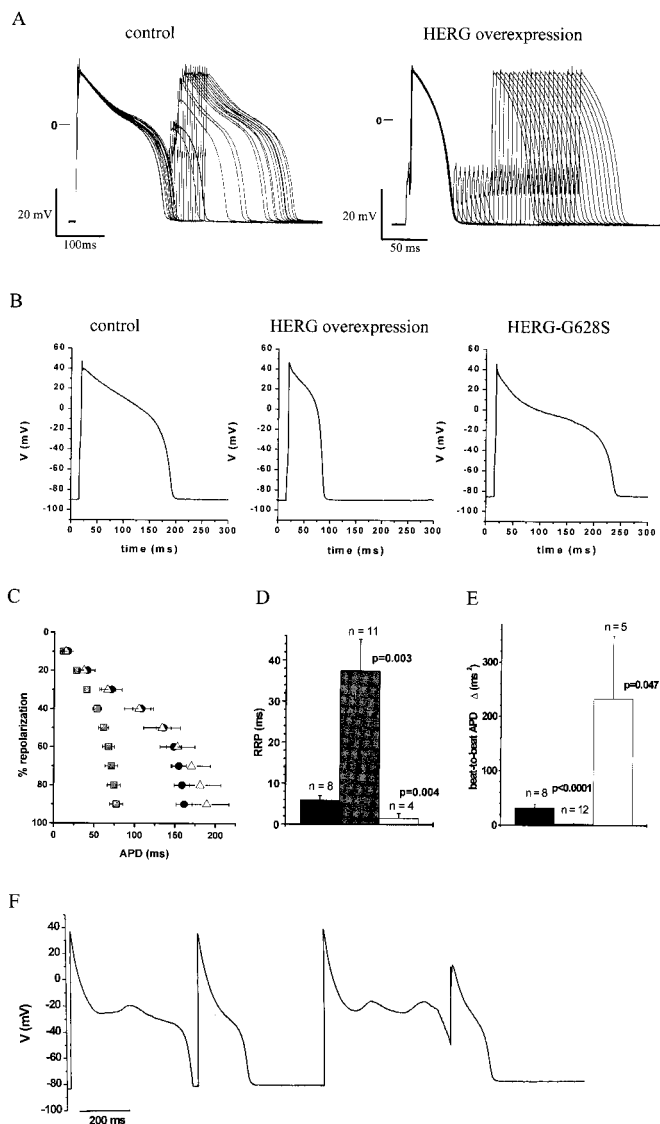 A
control
HERG overexpression
0
0
20 mV
100ms
20 mV
50 ms
B
control
HERG overexpression
HERG-G628S
60
40
20
0
-20
-40
-60
-80
-100
V (mV)
0 50 100 150 200 250 300
time (ms)
60
40
20
0
-20
-40
-60
-80
-100
V (mV)
0 50 100 150 200 250 300
time (ms)
60
40
20
0
-20
-40
-60
-80
-100
V (mV)
0 50 100 150 200 250 300
time (ms)
C
0
20
40
60
80
100
% repolarization
0 50 100 150 200
APD (ms)
D
n = 11
p=0.003
n = 8
p=0.004
n = 4
40
30
20
10
0
RRP (ms)
E
n = 5
p=0.047
n = 8
p<0.0001
n = 12
300
200
100
0
beat-to-beat APD Δ (ms²)
F
40
20
0
-20
-40
-60
-80
-100
V (mV)
200 ms